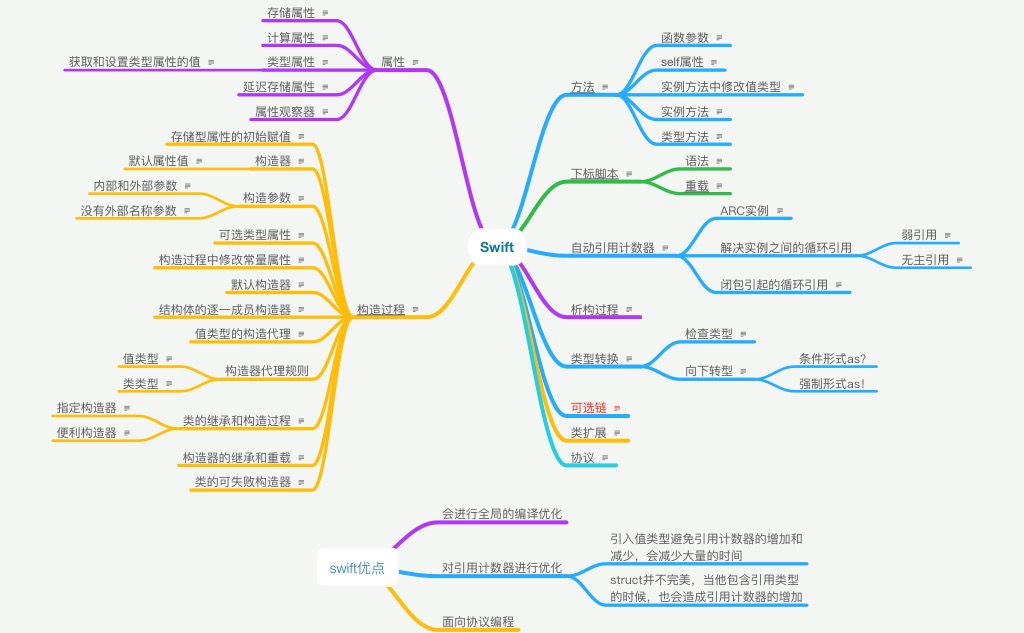 Swift
属性
存储属性
计算属性
类型属性
获取和设置类型属性的值
延迟存储属性
属性观察器
构造过程
存储型属性的初始赋值
构造器
默认属性值
构造参数
内部和外部参数
没有外部名称参数
可选类型属性
构造过程中修改常量属性
默认构造器
结构体的逐一成员构造器
值类型的构造代理
构造器代理规则
值类型
类类型
类的继承和构造过程
指定构造器
便利构造器
构造器的继承和重载
类的可失败构造器
方法
函数参数
self属性
实例方法中修改值类型
实例方法
类型方法
下标脚本
语法
重载
自动引用计数器
ARC实例
解决实例之间的循环引用
弱引用
无主引用
闭包引起的循环引用
析构过程
类型转换
检查类型
向下转型
条件形式as?
强制形式as!
可选链
类扩展
协议
swift优点
会进行全局的编译优化
对引用计数器进行优化
引入值类型避免引用计数器的增加和
减少，会减少大量的时间
struct并不完美，当他包含引用类型
的时候，也会造成引用计数器的增加
面向协议编程